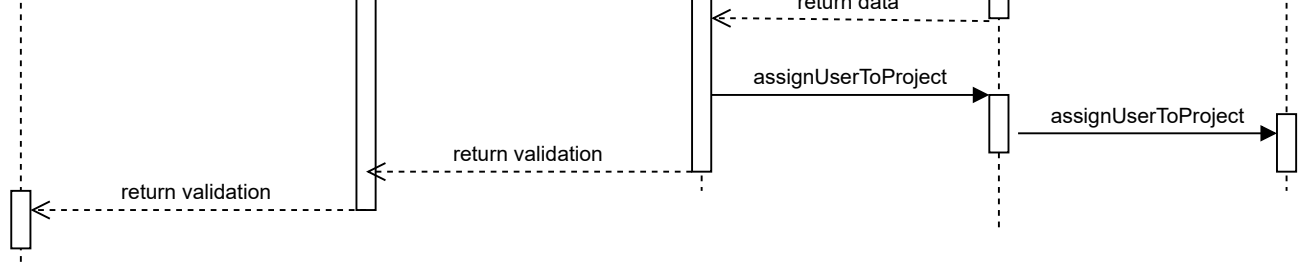 return data
assignUserToProject
assignUserToProject
return validation
return validation